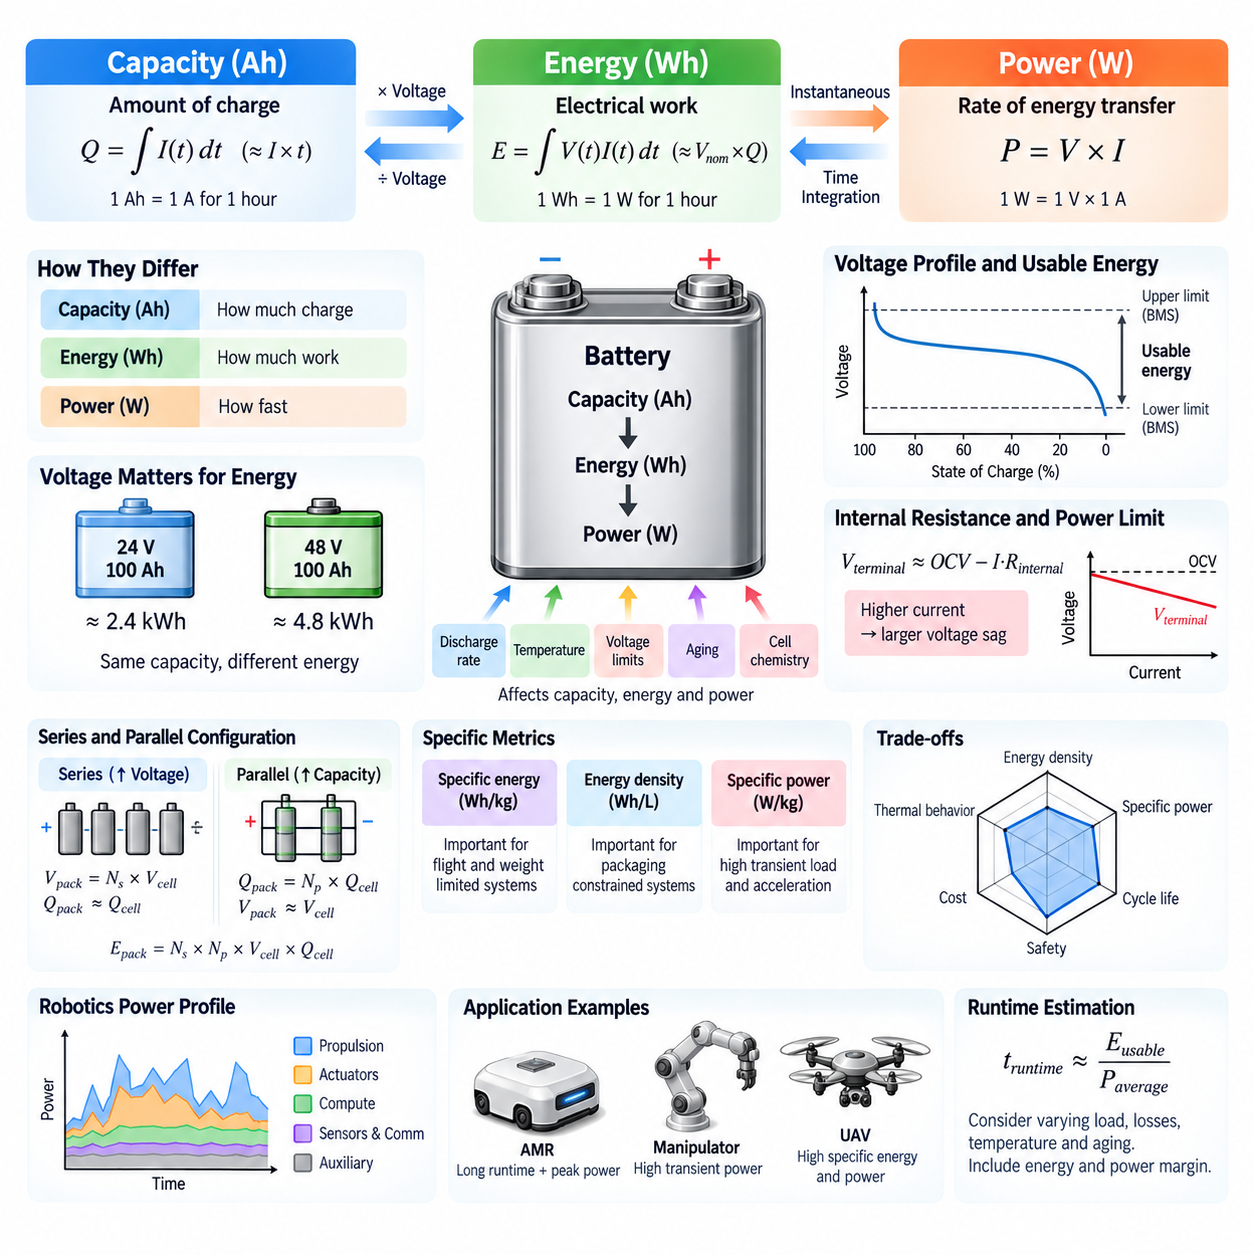 Capacity (Ah)
Amount of charge
Q = ∫ I(t) dt (≈ I × t)
1 Ah = 1 A for 1 hour
× Voltage
÷ Voltage
Energy (Wh)
Electrical work
E = ∫ V(t)I(t) dt (≈ V_nom × Q)
1 Wh = 1 W for 1 hour
Instantaneous
Time
Integration
Power (W)
Rate of energy transfer
P = V × I
1 W = 1 V × 1 A
How They Differ
Capacity (Ah) How much charge
Energy (Wh) How much work
Power (W) How fast
Voltage Matters for Energy
24 V
100 Ah
≈ 2.4 kWh
48 V
100 Ah
≈ 4.8 kWh
Same capacity, different energy
− +
Battery
Capacity (Ah)
Energy (Wh)
Power (W)
Discharge
rate
Temperature
Voltage
limits
Aging
Cell
chemistry
Affects capacity, energy and power
Voltage Profile and Usable Energy
Voltage
Upper limit
(BMS)
Usable
energy
Lower limit
(BMS)
100 80 60 40 20 0
State of Charge (%)
Internal Resistance and Power Limit
V_terminal ≈ OCV − I·R_internal
Higher current
→ larger voltage sag
Voltage
OCV
V_terminal
Current
Series and Parallel Configuration
Series (↑ Voltage)
+ - - - ÷
V_pack = N_s × V_cell
Q_pack ≈ Q_cell
Parallel (↑ Capacity)
+ −
Q_pack = N_p × Q_cell
V_pack ≈ V_cell
E_pack = N_s × N_p × V_cell × Q_cell
Specific Metrics
Specific energy
(Wh/kg)
Important for
flight and weight
limited systems
Energy density
(Wh/L)
Important for
packaging
constrained systems
Specific power
(W/kg)
Important for
high transient load
and acceleration
Trade-offs
Energy density
Specific power
Cycle life
Safety
Cost
Thermal behavior
Robotics Power Profile
Power
Time
Propulsion
Actuators
Compute
Sensors & Comm
Auxiliary
Application Examples
AMR
Long runtime + peak power
Manipulator
High transient power
UAV
High specific energy
and power
Runtime Estimation
t_runtime ≈ E_usable / P_average
Consider varying load, losses,
temperature and aging.
Include energy and power margin.